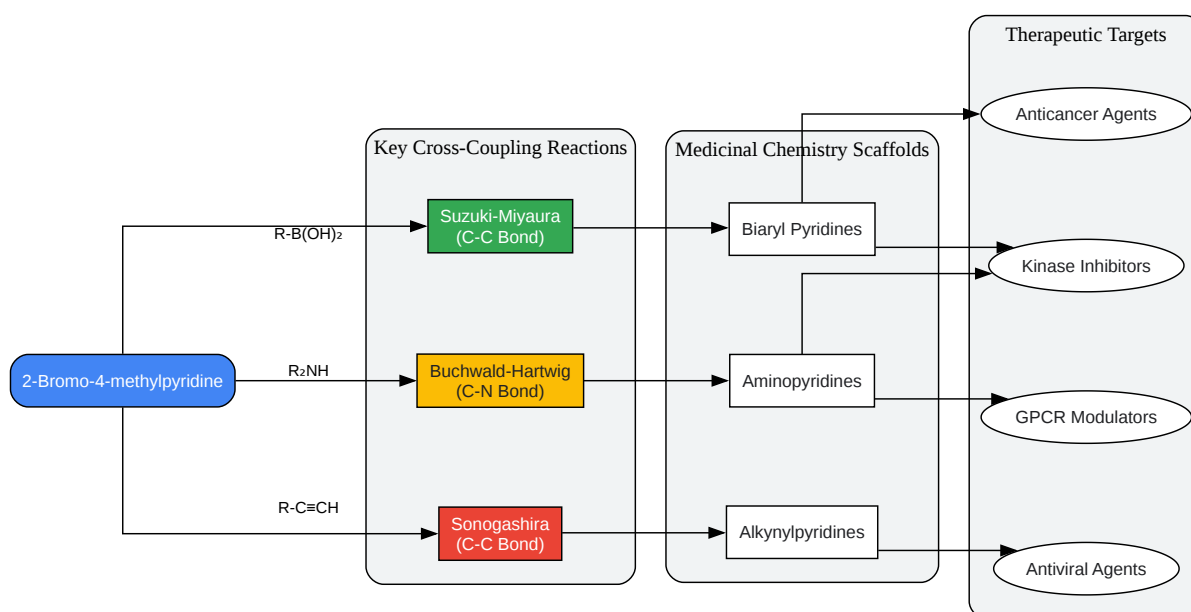 Therapeutic Targets
Anticancer Agents
Key Cross-Coupling Reactions
Medicinal Chemistry Scaffolds
Suzuki-Miyaura
(C-C Bond)
R-B(OH)₂
Biaryl Pyridines
Kinase Inhibitors
2-Bromo-4-methylpyridine
R₂NH
Buchwald-Hartwig
(C-N Bond)
Aminopyridines
GPCR Modulators
R-C≡CH
Sonogashira
(C-C Bond)
Alkynylpyridines
Antiviral Agents